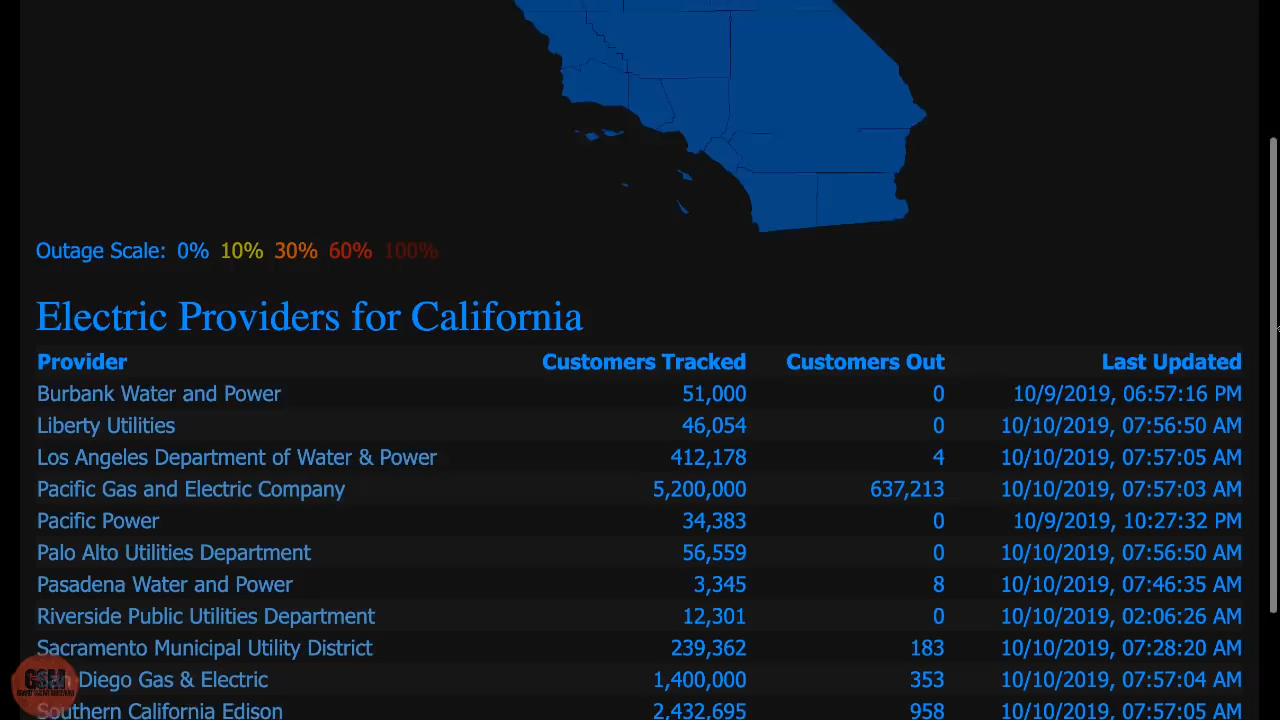 Outage Scale: 0% 10% 30% 60% 100%
Electric Providers for California
Provider Customers Tracked Customers Out Last Updated
Burbank Water and Power 51,000 0 10/9/2019, 06:57:16 PM
Liberty Utilities 46,054 0 10/10/2019, 07:56:50 AM
Los Angeles Department of Water & Power 412,178 4 10/10/2019, 07:57:05 AM
Pacific Gas and Electric Company 5,200,000 637,213 10/10/2019, 07:57:03 AM
Pacific Power 34,383 0 10/9/2019, 10:27:32 PM
Palo Alto Utilities Department 56,559 0 10/10/2019, 07:56:50 AM
Pasadena Water and Power 3,345 8 10/10/2019, 07:46:35 AM
Riverside Public Utilities Department 12,301 0 10/10/2019, 02:06:26 AM
Sacramento Municipal Utility District 239,362 183 10/10/2019, 07:28:20 AM
San Diego Gas & Electric 1,400,000 353 10/10/2019, 07:57:04 AM
Southern California Edison 2,432,695 958 10/10/2019, 07:57:05 AM
GSM